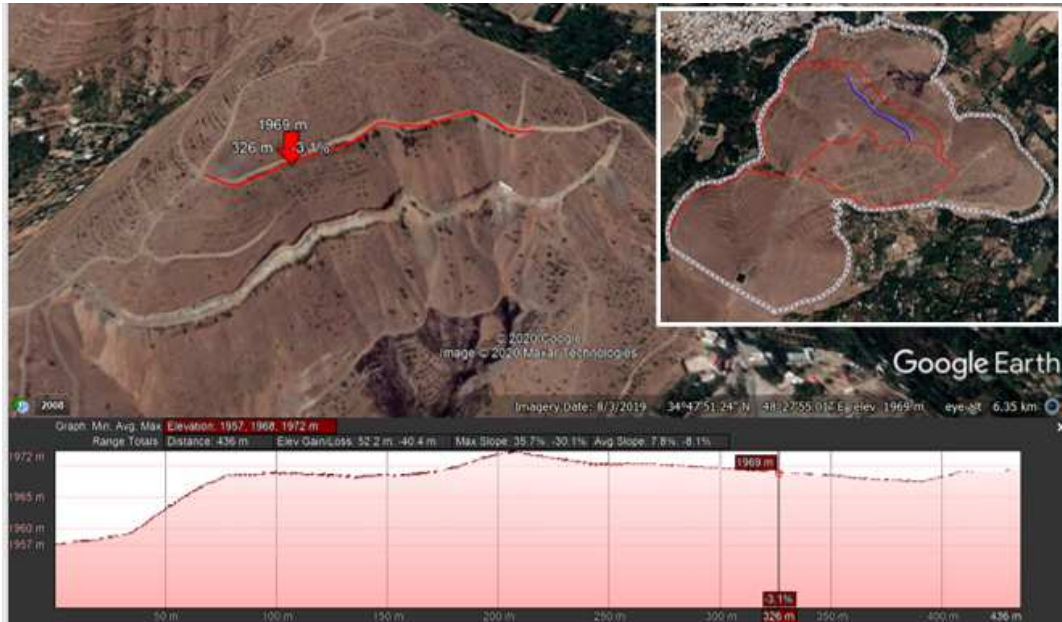 1969 m
326 m -3.1%
© 2020 Google
Image © 2020 Maxar Technologies
Google Earth
2008
Imagery Date: 8/3/2019 34°47'51.24" N 48°27'55.01" E elev 1969 m eye alt 6.35 km
Graph: Min, Avg, Max Elevation: 1957, 1968, 1972 m
Range Totals: Distance: 436 m Elev Gain/Loss: 52.2 m, -40.4 m Max Slope: 35.7%, -30.1% Avg Slope: 7.8%, -8.1%
1972 m
1969 m
1965 m
1960 m
1957 m
-3.1%
50 m 100 m 150 m 200 m 250 m 326 m 350 m 400 m 436 m